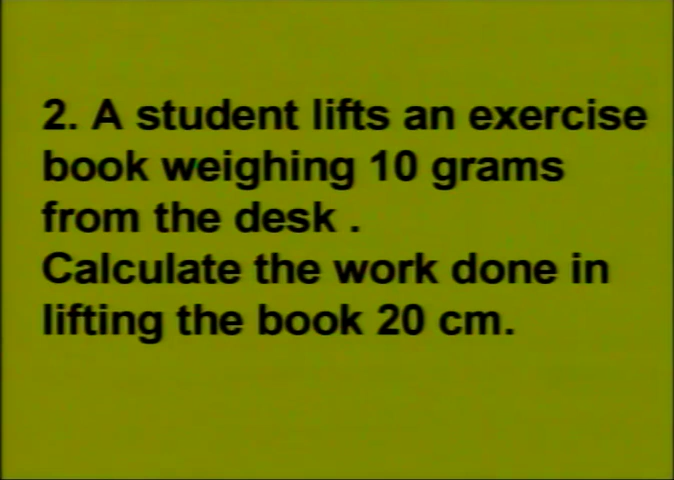 2. A student lifts an exercise
book weighing 10 grams
from the desk .
Calculate the work done in
lifting the book 20 cm.